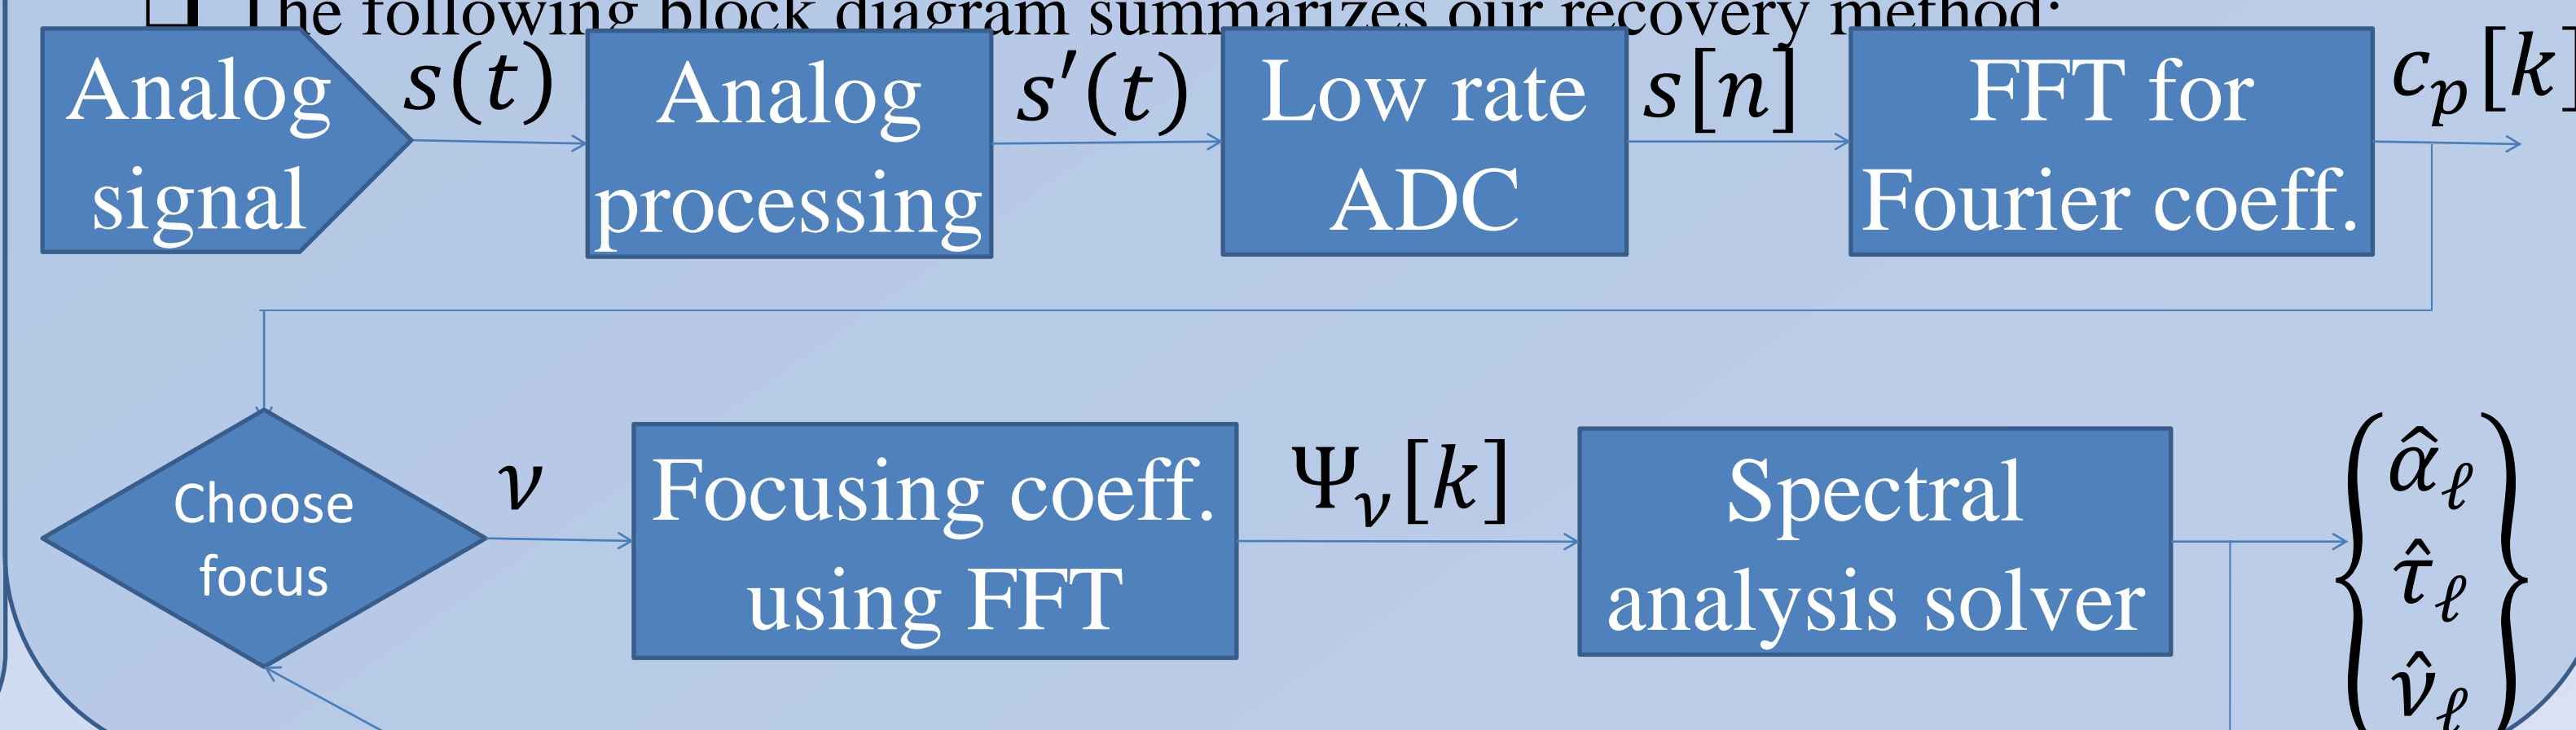 ❑ The following block diagram summarizes our recovery method:
Analog
signal
s(t)
Analog
processing
s′(t)
Low rate
ADC
s[n]
FFT for
Fourier coeff.
c_p[k]
Choose
focus
ν
Focusing coeff.
using FFT
Ψ_ν[k]
Spectral
analysis solver
α̂_ℓ
τ̂_ℓ
ν̂_ℓ